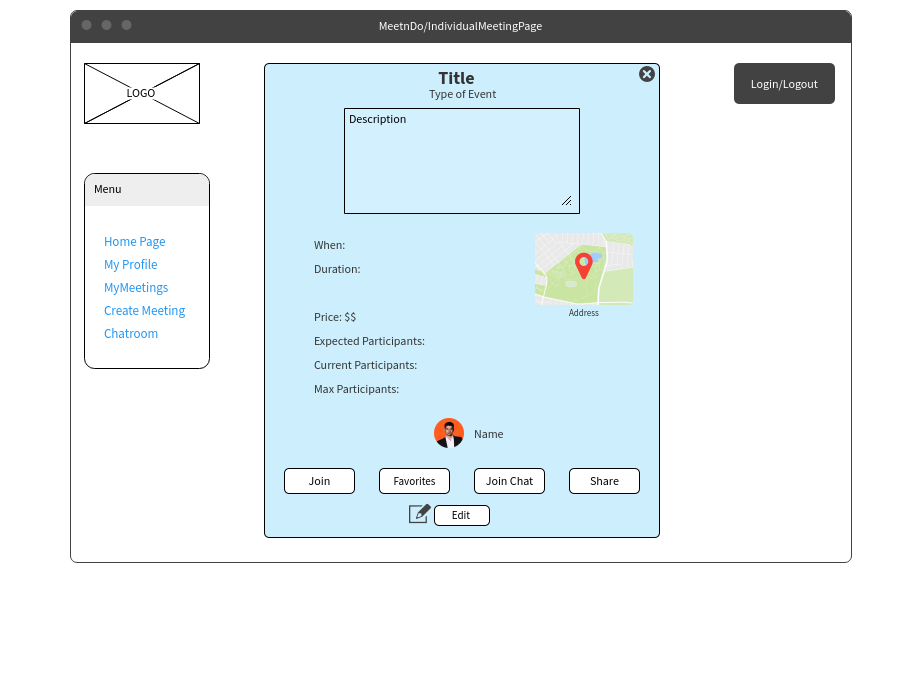 MeetnDo/IndividualMeetingPage
LOGO
Login/Logout
Menu
Home Page
My Profile
MyMeetings
Create Meeting
Chatroom
Title
Type of Event
Description
When:
Duration:
Address
Price: $$
Expected Participants:
Current Participants:
Max Participants:
Name
Join
Favorites
Join Chat
Share
Edit